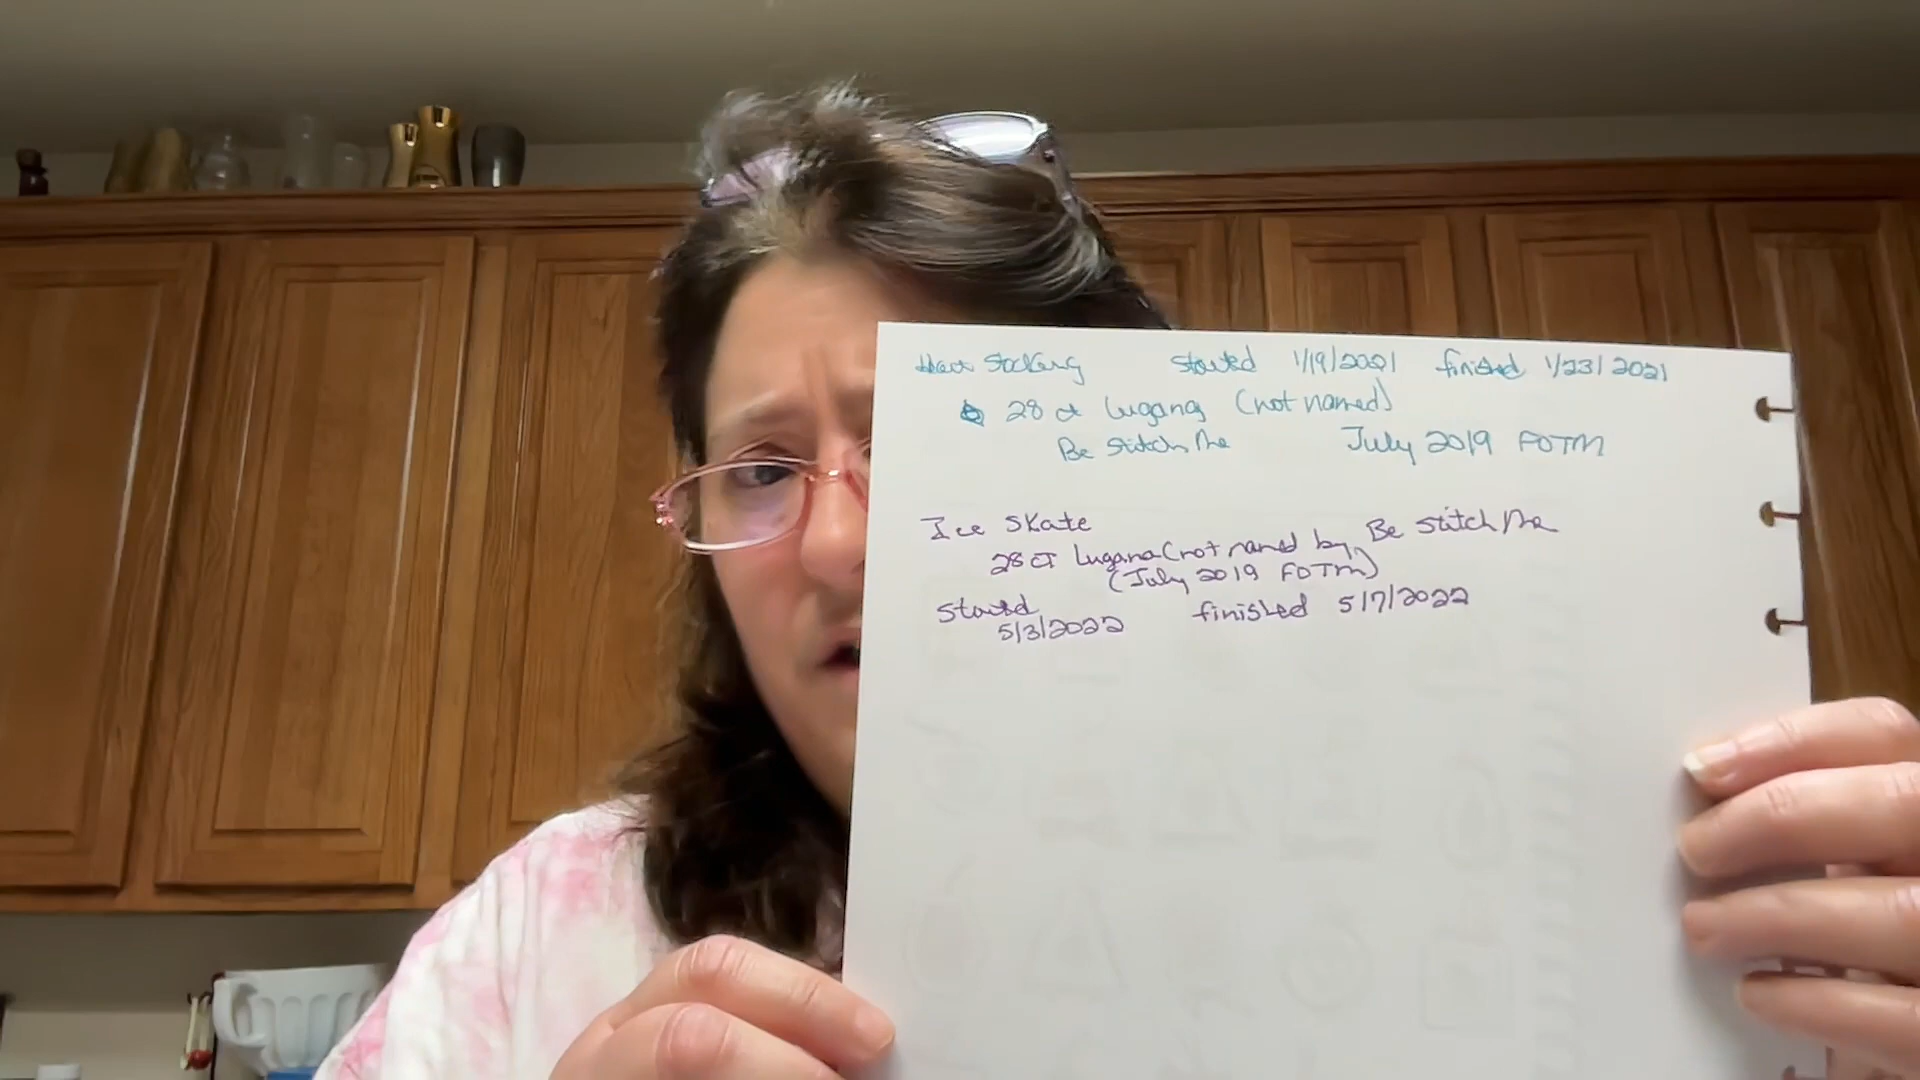 Stocking started 1/19/2021 finished 1/23/2021
28 ct Lugana (not named)
Be Stitch Me July 2019 FOTM
Ice Skate
28 CT Lugana (not named by Be Stitch Me
(July 2019 FOTM)
started finished 5/7/2022
5/3/2022